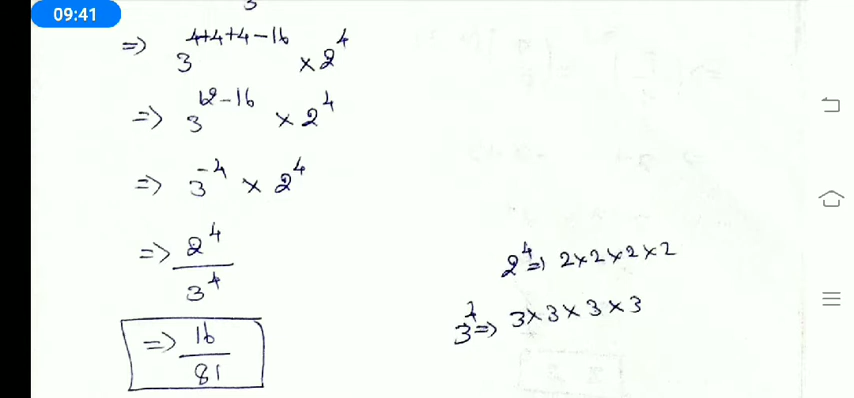 09:41
3
=> 3^4+4+4-16 × 2^4
=> 3^12-16 × 2^4
=> 3^-4 × 2^4
=> 2^4/3^4
2^4 => 2×2×2×2
3^4 => 3×3×3×3
=> 16/81